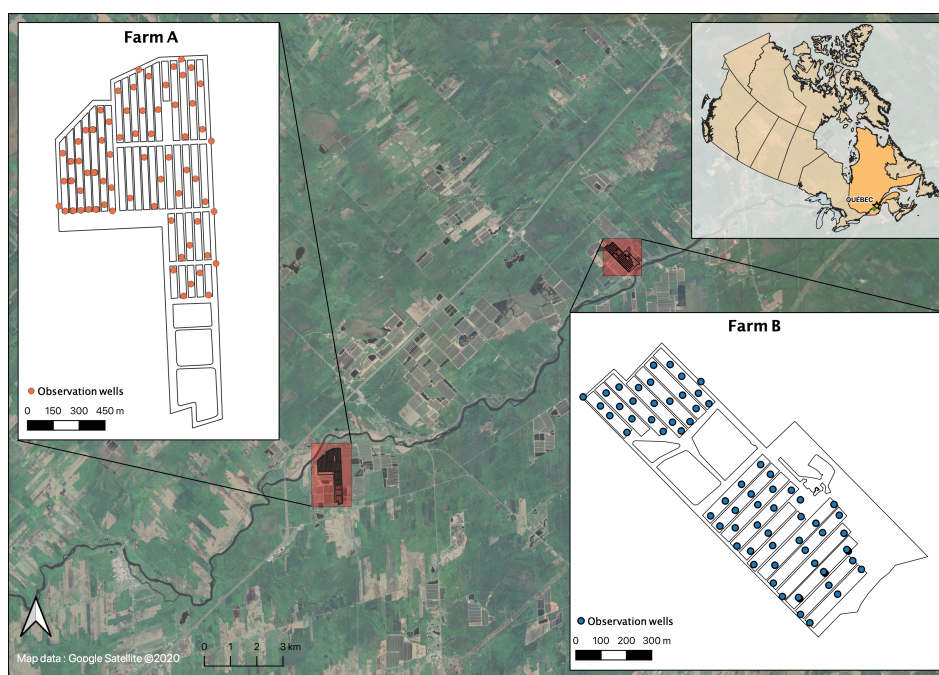 Farm A
Observation wells
0 150 300 450 m
QUÉBEC
Farm B
Observation wells
0 100 200 300 m
0 1 2 3 km
Map data : Google Satellite ©2020